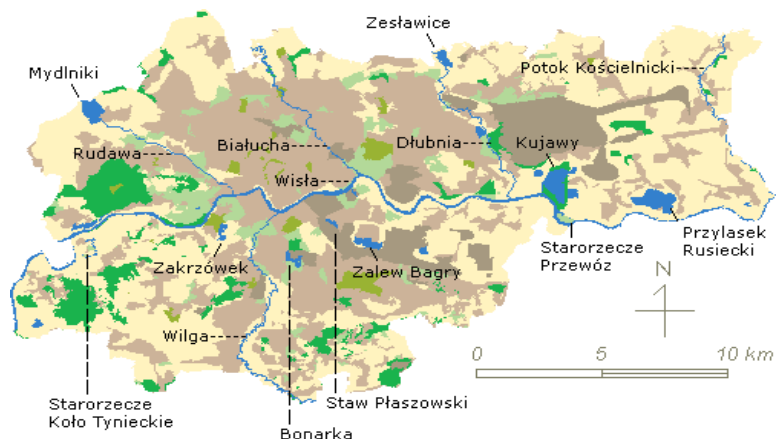 Zesławice
Mydlniki
Potok Kościelnicki
Rudawa
Białucha
Dłubnia
Kujawy
Wisła
Zakrzówek
Zalew Bagry
Starorzecze
Przewóz
Przylasek
Rusiecki
N
Wilga
0 5 10 km
Starorzecze
Koło Tynieckie
Staw Płaszowski
Bonarka